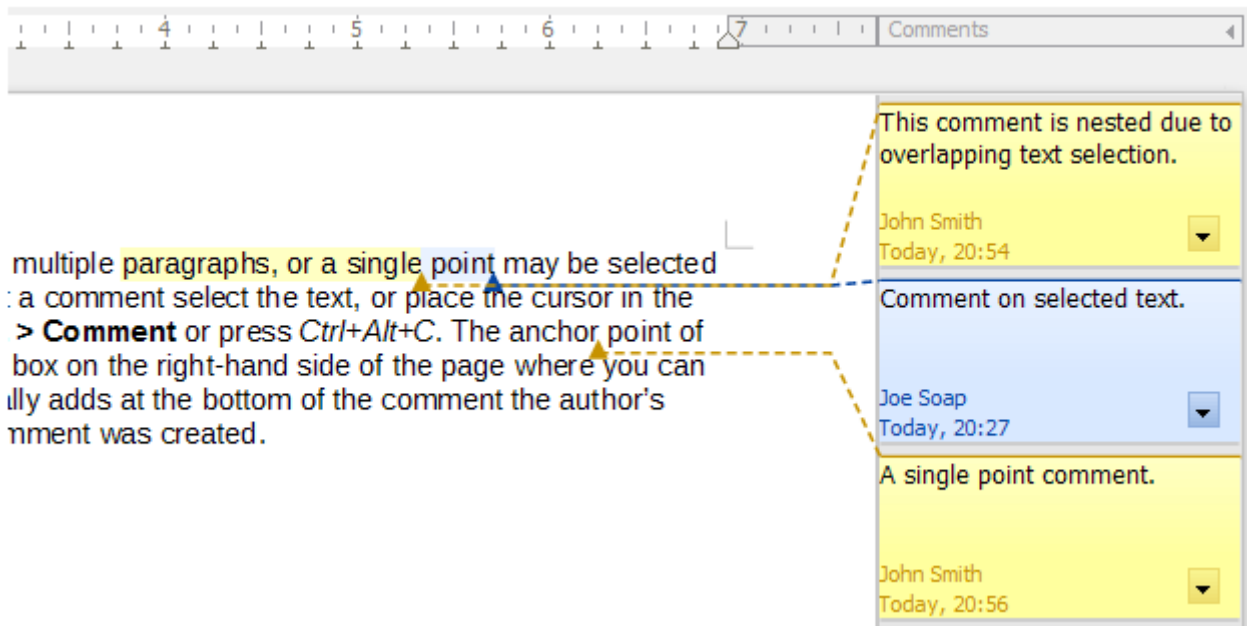 4 5 6 7 Comments
This comment is nested due to
overlapping text selection.
John Smith
Today, 20:54
multiple paragraphs, or a single point may be selected
a comment select the text, or place the cursor in the
> Comment or press Ctrl+Alt+C. The anchor point of
box on the right-hand side of the page where you can
ally adds at the bottom of the comment the author's
mment was created.
Comment on selected text.
Joe Soap
Today, 20:27
A single point comment.
John Smith
Today, 20:56